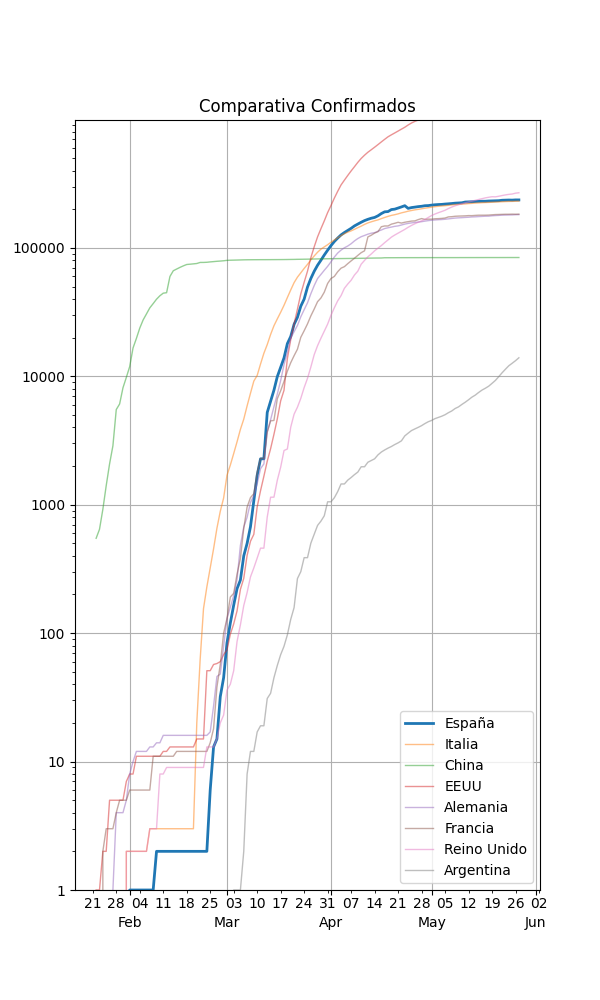 Comparativa Confirmados
100000
10000
1000
100
10
1
España
Italia
China
EEUU
Alemania
Francia
Reino Unido
Argentina
21 28 04 11 18 25 03 10 17 24 31 07 14 21 28 05 12 19 26 02
Feb Mar Apr May Jun